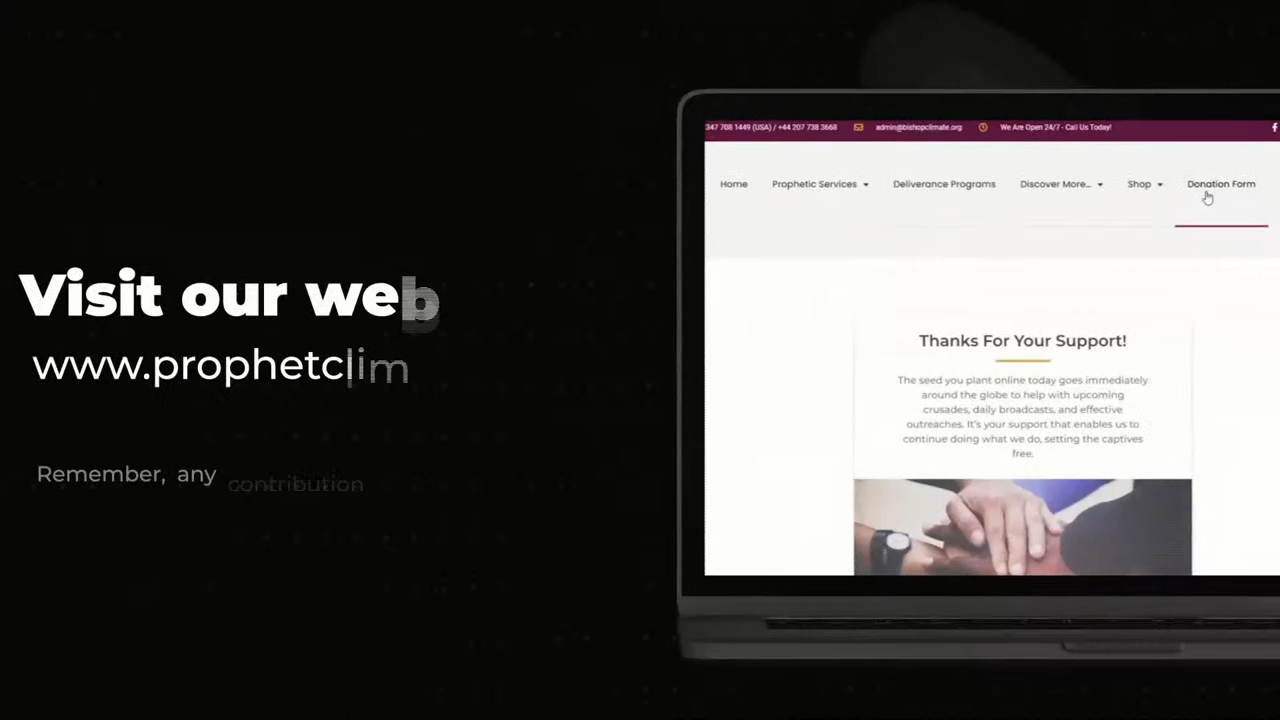 Visit our web
www.prophetclim
Remember, any contribution
347 708 1449 (USA) / +44 207 738 3668 admin@bishopclimate.org We Are Open 24/7 - Call Us Today!
Home Prophetic Services Deliverance Programs Discover More... Shop Donation Form
Thanks For Your Support!
The seed you plant online today goes immediately
around the globe to help with upcoming
crusades, daily broadcasts, and effective
outreaches. It's your support that enables us to
continue doing what we do, setting the captives
free.